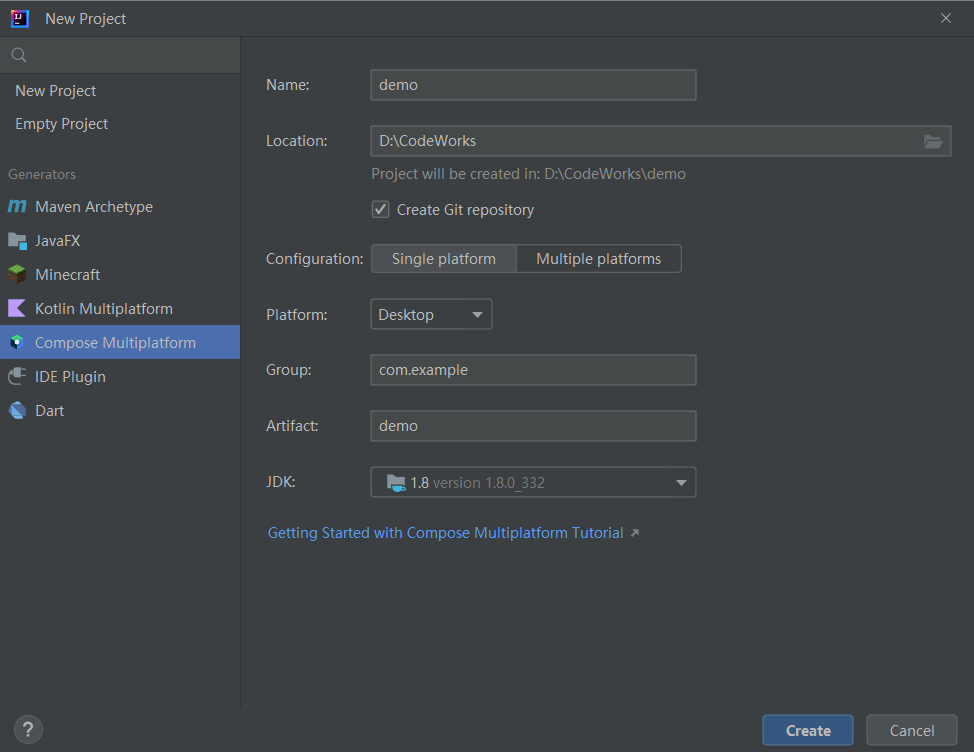 New Project
New Project
Empty Project
Generators
Maven Archetype
JavaFX
Minecraft
Kotlin Multiplatform
Compose Multiplatform
IDE Plugin
Dart
Name: demo
Location: D:\CodeWorks
Project will be created in: D:\CodeWorks\demo
Create Git repository
Configuration: Single platform Multiple platforms
Platform: Desktop
Group: com.example
Artifact: demo
JDK: 1.8 version 1.8.0_332
Getting Started with Compose Multiplatform Tutorial ↗
? Create Cancel